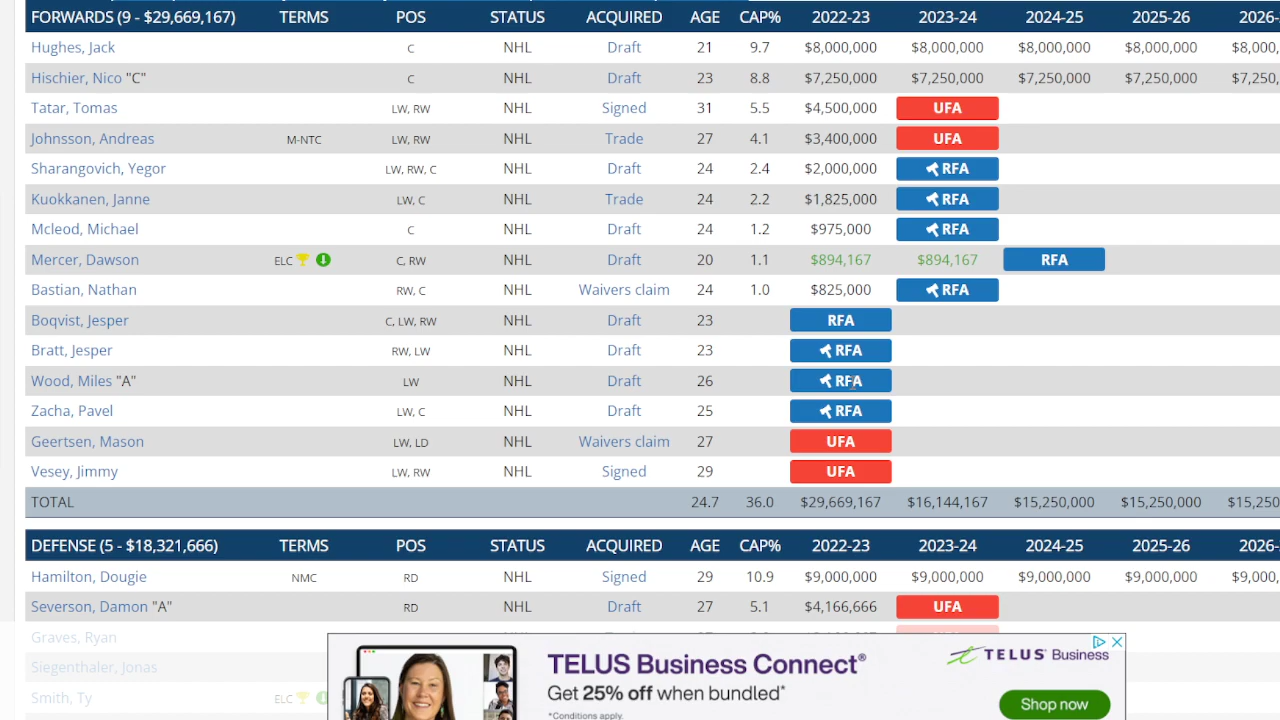 FORWARDS (9 - $29,669,167) TERMS POS STATUS ACQUIRED AGE CAP% 2022-23 2023-24 2024-25 2025-26 2026-
Hughes, Jack C NHL Draft 21 9.7 $8,000,000 $8,000,000 $8,000,000 $8,000,000 $8,000,
Hischier, Nico "C" C NHL Draft 23 8.8 $7,250,000 $7,250,000 $7,250,000 $7,250,000 $7,250,
Tatar, Tomas LW, RW NHL Signed 31 5.5 $4,500,000 UFA
Johnsson, Andreas M-NTC LW, RW NHL Trade 27 4.1 $3,400,000 UFA
Sharangovich, Yegor LW, RW, C NHL Draft 24 2.4 $2,000,000 RFA
Kuokkanen, Janne LW, C NHL Trade 24 2.2 $1,825,000 RFA
Mcleod, Michael C NHL Draft 24 1.2 $975,000 RFA
Mercer, Dawson ELC C, RW NHL Draft 20 1.1 $894,167 $894,167 RFA
Bastian, Nathan RW, C NHL Waivers claim 24 1.0 $825,000 RFA
Boqvist, Jesper C, LW, RW NHL Draft 23 RFA
Bratt, Jesper RW, LW NHL Draft 23 RFA
Wood, Miles "A" LW NHL Draft 26 RFA
Zacha, Pavel LW, C NHL Draft 25 RFA
Geertsen, Mason LW, LD NHL Waivers claim 27 UFA
Vesey, Jimmy LW, RW NHL Signed 29 UFA
TOTAL 24.7 36.0 $29,669,167 $16,144,167 $15,250,000 $15,250,000 $15,250
DEFENSE (5 - $18,321,666) TERMS POS STATUS ACQUIRED AGE CAP% 2022-23 2023-24 2024-25 2025-26 2026-
Hamilton, Dougie NMC RD NHL Signed 29 10.9 $9,000,000 $9,000,000 $9,000,000 $9,000,000 $9,000,
Severson, Damon "A" RD NHL Draft 27 5.1 $4,166,666 UFA
Graves, Ryan
Siegenthaler, Jonas
Smith, Ty ELC
TELUS Business Connect®
Get 25% off when bundled*
*Conditions apply.
TELUS Business
Shop now